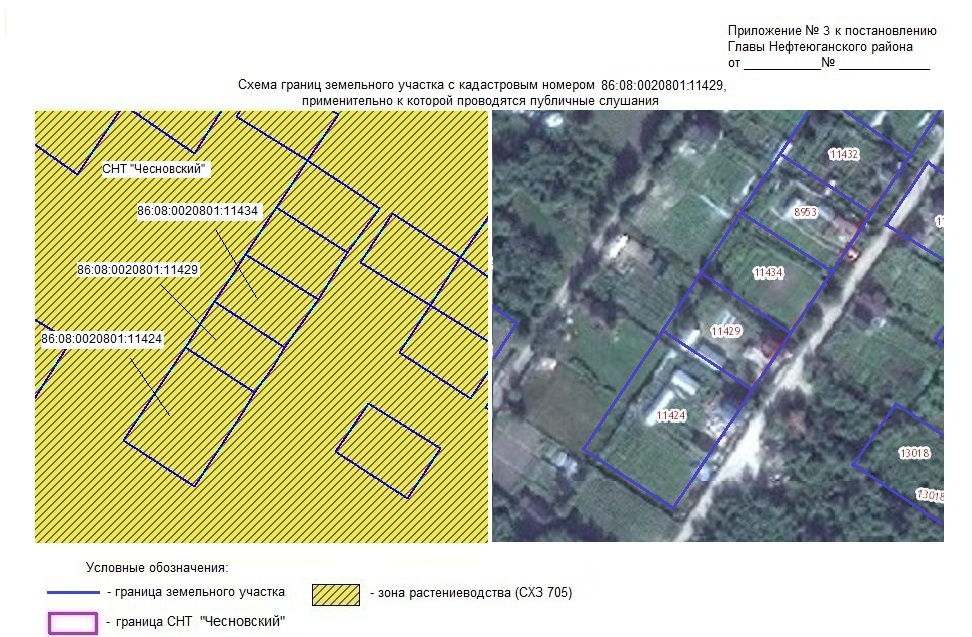 Приложение № 3 к постановлению
Главы Нефтеюганского района
от ___________№ _____________
Схема границ земельного участка с кадастровым номером 86:08:0020801:11429,
применительно к которой проводятся публичные слушания
СНТ "Чесновский"
86:08:0020801:11434
86:08:0020801:11429
86:08:0020801:11424
11432
8953
11434
11429
11424
13018
13018
Условные обозначения:
- граница земельного участка
- зона растениеводства (СХЗ 705)
- граница СНТ "Чесновский"